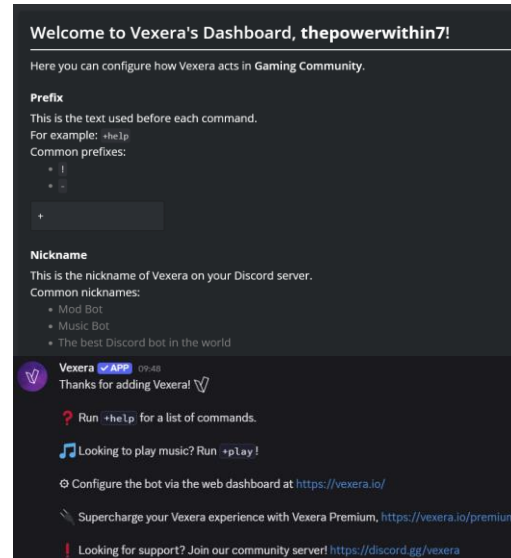 Welcome to Vexera's Dashboard, thepowerwithin7!
Here you can configure how Vexera acts in Gaming Community.
Prefix
This is the text used before each command.
For example: +help
Common prefixes:
• !
• -
+
Nickname
This is the nickname of Vexera on your Discord server.
Common nicknames:
• Mod Bot
• Music Bot
• The best Discord bot in the world
Vexera ✓ APP 09:48
Thanks for adding Vexera!
❓ Run +help for a list of commands.
🎵 Looking to play music? Run +play!
⚙ Configure the bot via the web dashboard at https://vexera.io/
🔌 Supercharge your Vexera experience with Vexera Premium, https://vexera.io/premium
❗ Looking for support? Join our community server! https://discord.gg/vexera